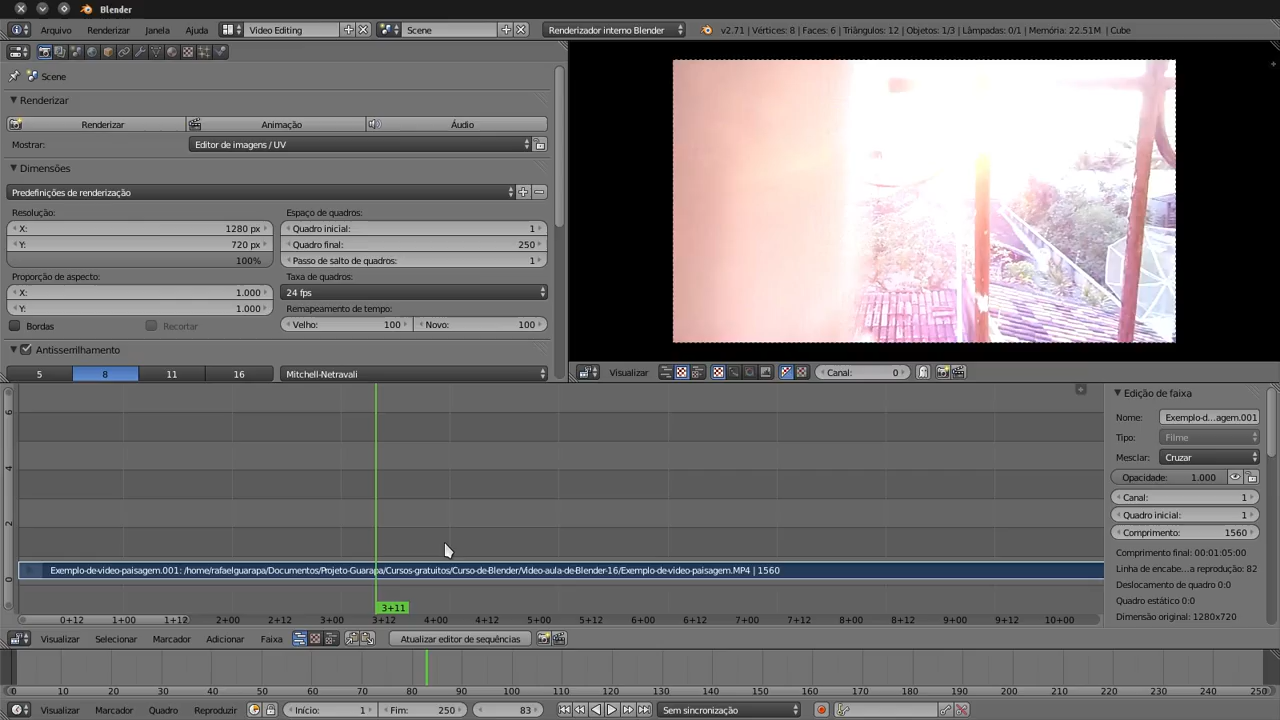 Blender
Arquivo Renderizar Janela Ajuda Video Editing Scene Renderizador interno Blender v2.71 | Vértices: 8 | Faces: 6 | Triângulos: 12 | Objetos: 1/3 | Lâmpadas: 0/1 | Memória: 22.51M | Cube
Scene
Renderizar
Renderizar Animação Áudio
Mostrar: Editor de imagens / UV
Dimensões
Predefinições de renderização
Resolução: Espaço de quadros:
X: 1280 px Quadro inicial: 1
Y: 720 px Quadro final: 250
100% Passo de salto de quadros: 1
Proporção de aspecto: Taxa de quadros:
X: 1.000 24 fps
Y: 1.000 Remapeamento de tempo:
Bordas Recortar Velho: 100 Novo: 100
Antisserrilhamento
5 8 11 16 Mitchell-Netravali
Visualizar Canal: 0
6
4
2
0
Exemplo-de-video-paisagem.001: /home/rafaelguarapa/Documentos/Projeto-Guarapa/Cursos-gratuitos/Curso-de-Blender/Video-aula-de-Blender-16/Exemplo-de-video-paisagem.MP4 | 1560
3+11
0+12 1+00 1+12 2+00 2+12 3+00 3+12 4+00 4+12 5+00 5+12 6+00 6+12 7+00 7+12 8+00 8+12 9+00 9+12 10+00
Edição de faixa
Nome: Exemplo-d...agem.001
Tipo: Filme
Mesclar: Cruzar
Opacidade: 1.000
Canal: 1
Quadro inicial: 1
Comprimento: 1560
Comprimento final: 00:01:05:00
Linha de encabe...a reprodução: 82
Deslocamento de quadro 0:0
Quadro estático 0:0
Dimensão original: 1280x720
Visualizar Selecionar Marcador Adicionar Faixa Atualizar editor de sequências
0 10 20 30 40 50 60 70 80 90 100 110 120 130 140 150 160 170 180 190 200 210 220 230 240 250
Visualizar Marcador Quadro Reproduzir Início: 1 Fim: 250 83 Sem sincronização